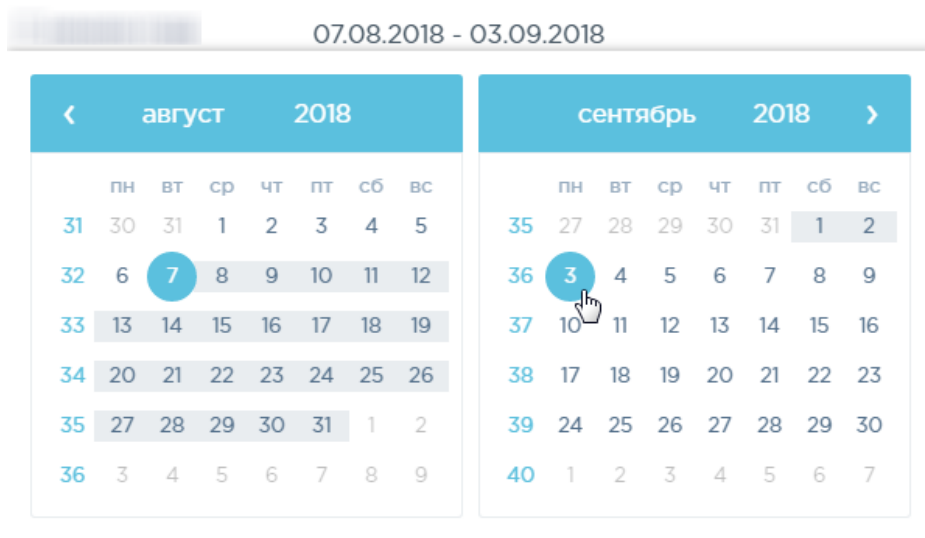 07.08.2018 - 03.09.2018
‹ август 2018
пн вт ср чт пт сб вс
31 30 31 1 2 3 4 5
32 6 7 8 9 10 11 12
33 13 14 15 16 17 18 19
34 20 21 22 23 24 25 26
35 27 28 29 30 31 1 2
36 3 4 5 6 7 8 9
сентябрь 2018 ›
пн вт ср чт пт сб вс
35 27 28 29 30 31 1 2
36 3 4 5 6 7 8 9
37 10 11 12 13 14 15 16
38 17 18 19 20 21 22 23
39 24 25 26 27 28 29 30
40 1 2 3 4 5 6 7